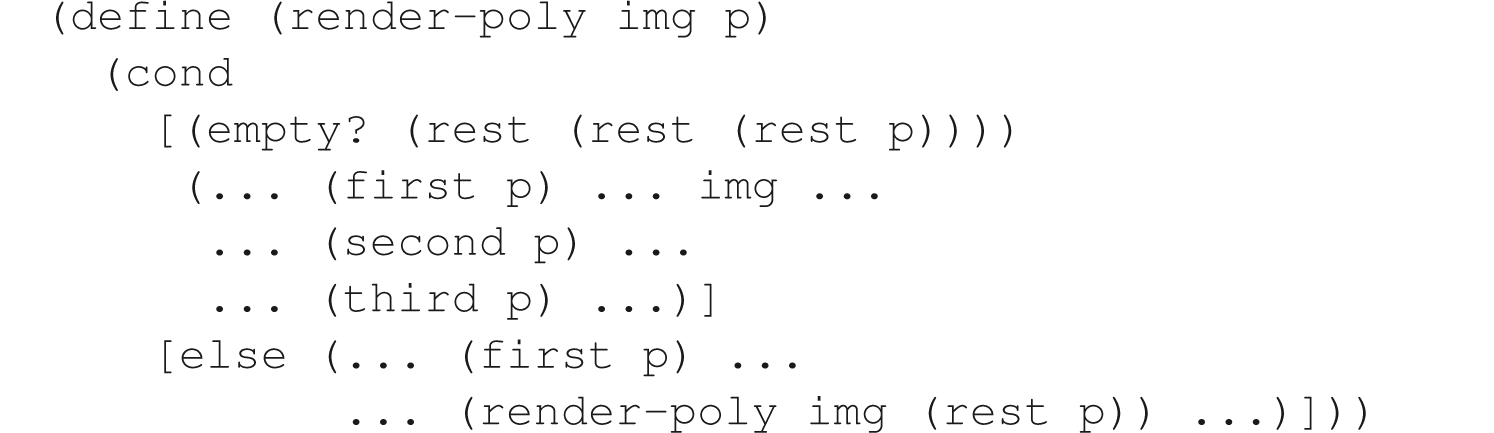 (define (render-poly img p)
  (cond
    [(empty? (rest (rest (rest p))))
     (... (first p) ... img ...
      ... (second p) ...
      ... (third p) ...)]
    [else (... (first p) ...
           ... (render-poly img (rest p)) ...)]))